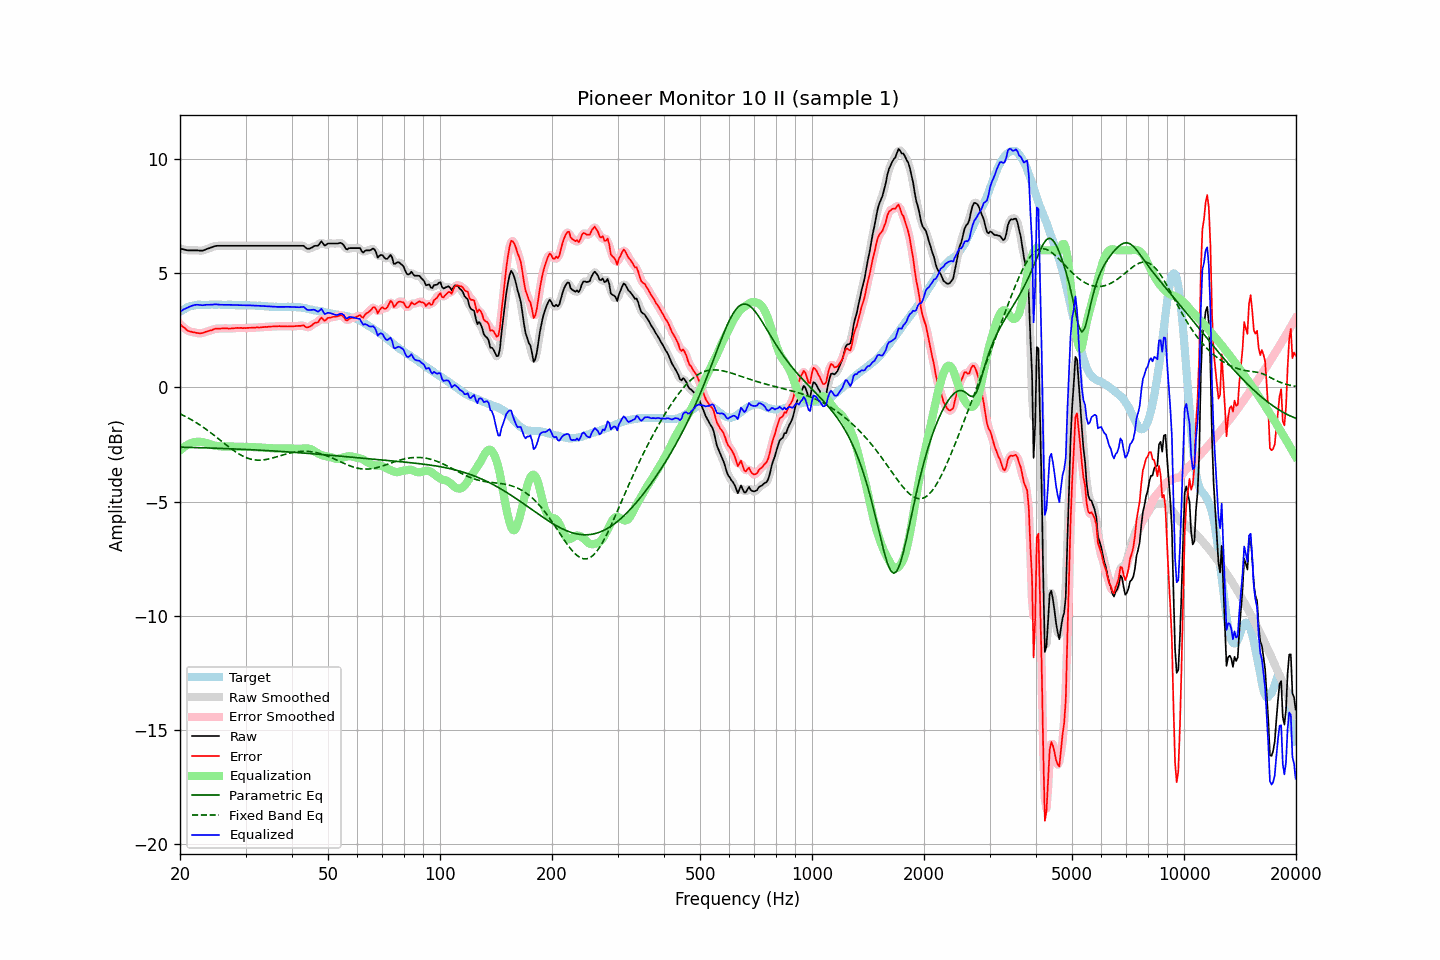 Pioneer Monitor 10 II (sample 1)
10
5
0
−5
−10
−15
−20
Amplitude (dBr)
Target
Raw Smoothed
Error Smoothed
Raw
Error
Equalization
Parametric Eq
Fixed Band Eq
Equalized
20 50 100 200 500 1000 2000 5000 10000 20000
Frequency (Hz)